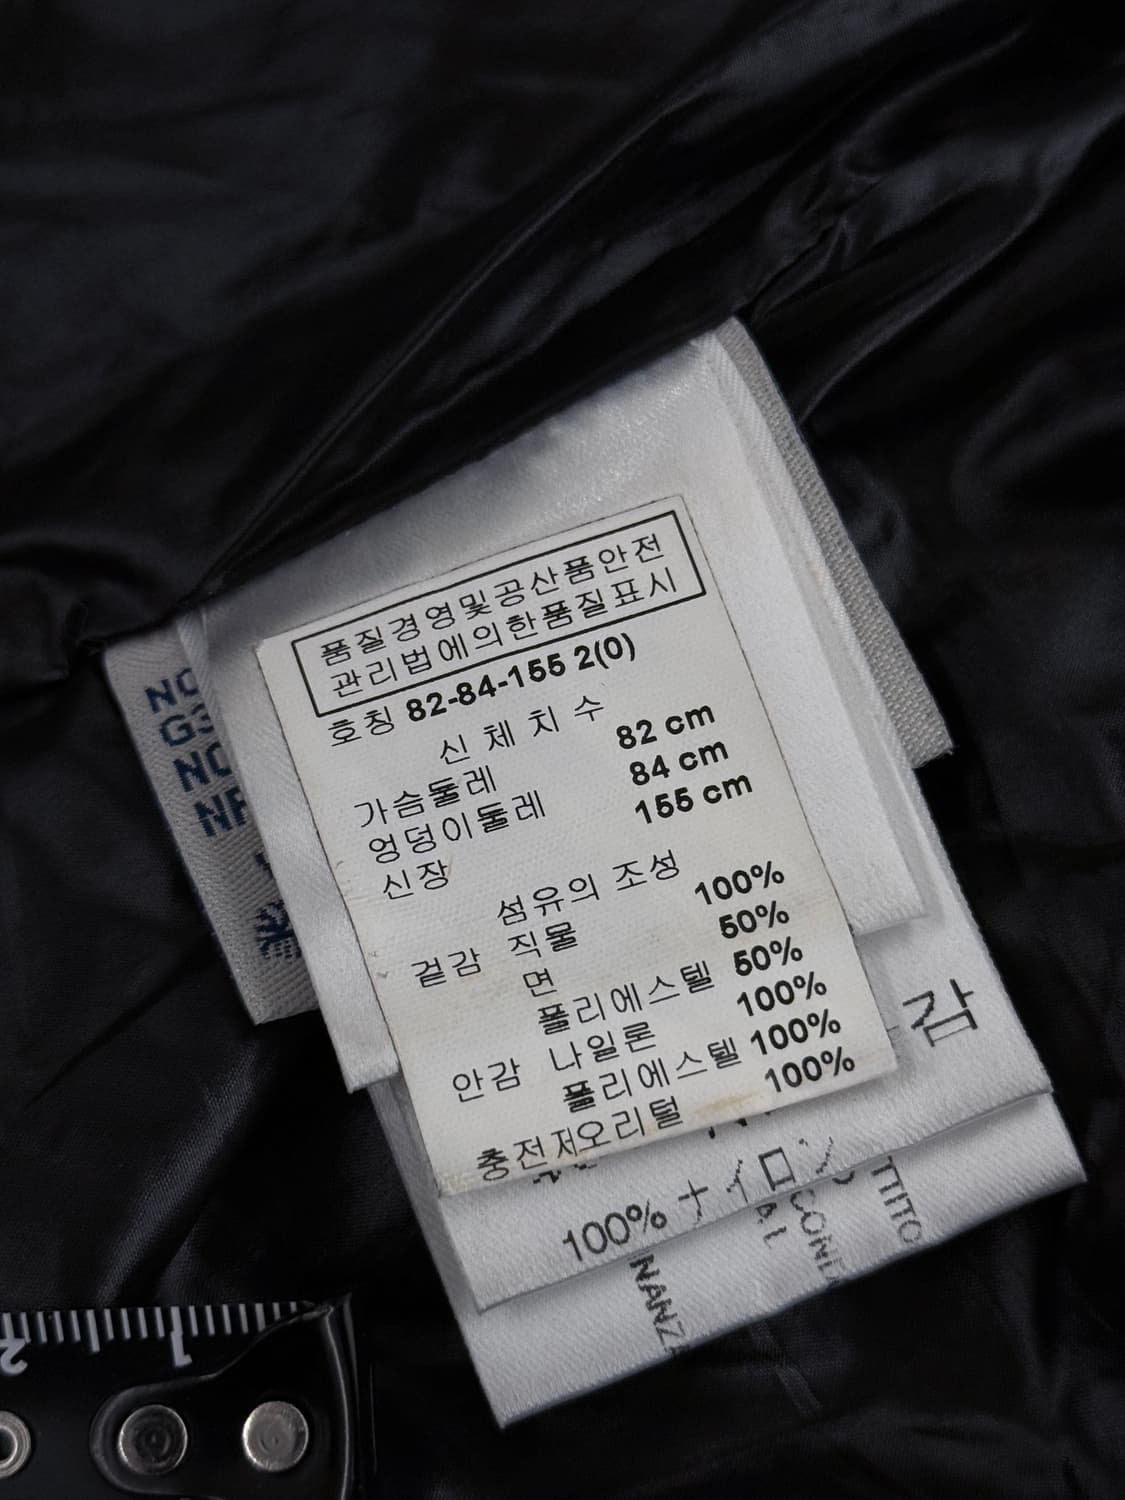 품질경영및공산품안전
관리법에의한품질표시
호칭 82-84-155 2(0)
신 체 치 수
가슴둘레 82 cm
엉덩이둘레 84 cm
신장 155 cm
섬유의 조성
겉감 직물 100%
면 50%
폴리에스텔 50%
안감 나일론 100%
폴리에스텔 100%
충전재오리털 100%
감
100% ナイロン
1
2